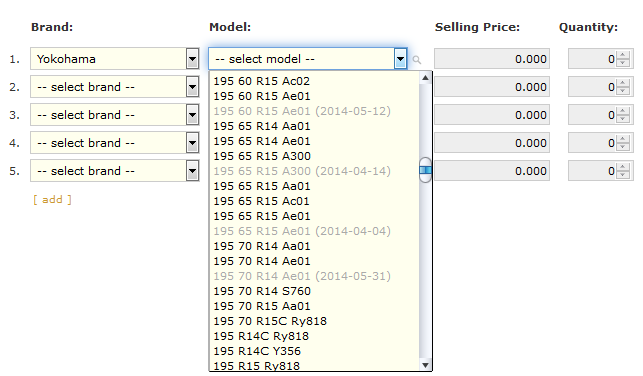 Brand: Model: Selling Price: Quantity:
1. Yokohama -- select model -- 0.000 0
2. -- select brand -- 0.000 0
3. -- select brand -- 0.000 0
4. -- select brand -- 0.000 0
5. -- select brand -- 0.000 0
[ add ]
195 60 R15 Ac02
195 60 R15 Ae01
195 60 R15 Ae01 (2014-05-12)
195 65 R14 Aa01
195 65 R14 Ae01
195 65 R15 A300
195 65 R15 A300 (2014-04-14)
195 65 R15 Aa01
195 65 R15 Ac01
195 65 R15 Ae01
195 65 R15 Ae01 (2014-04-04)
195 70 R14 Aa01
195 70 R14 Ae01
195 70 R14 Ae01 (2014-05-31)
195 70 R14 S760
195 70 R15 Aa01
195 70 R15C Ry818
195 R14C Ry818
195 R14C Y356
195 R15 Ry818